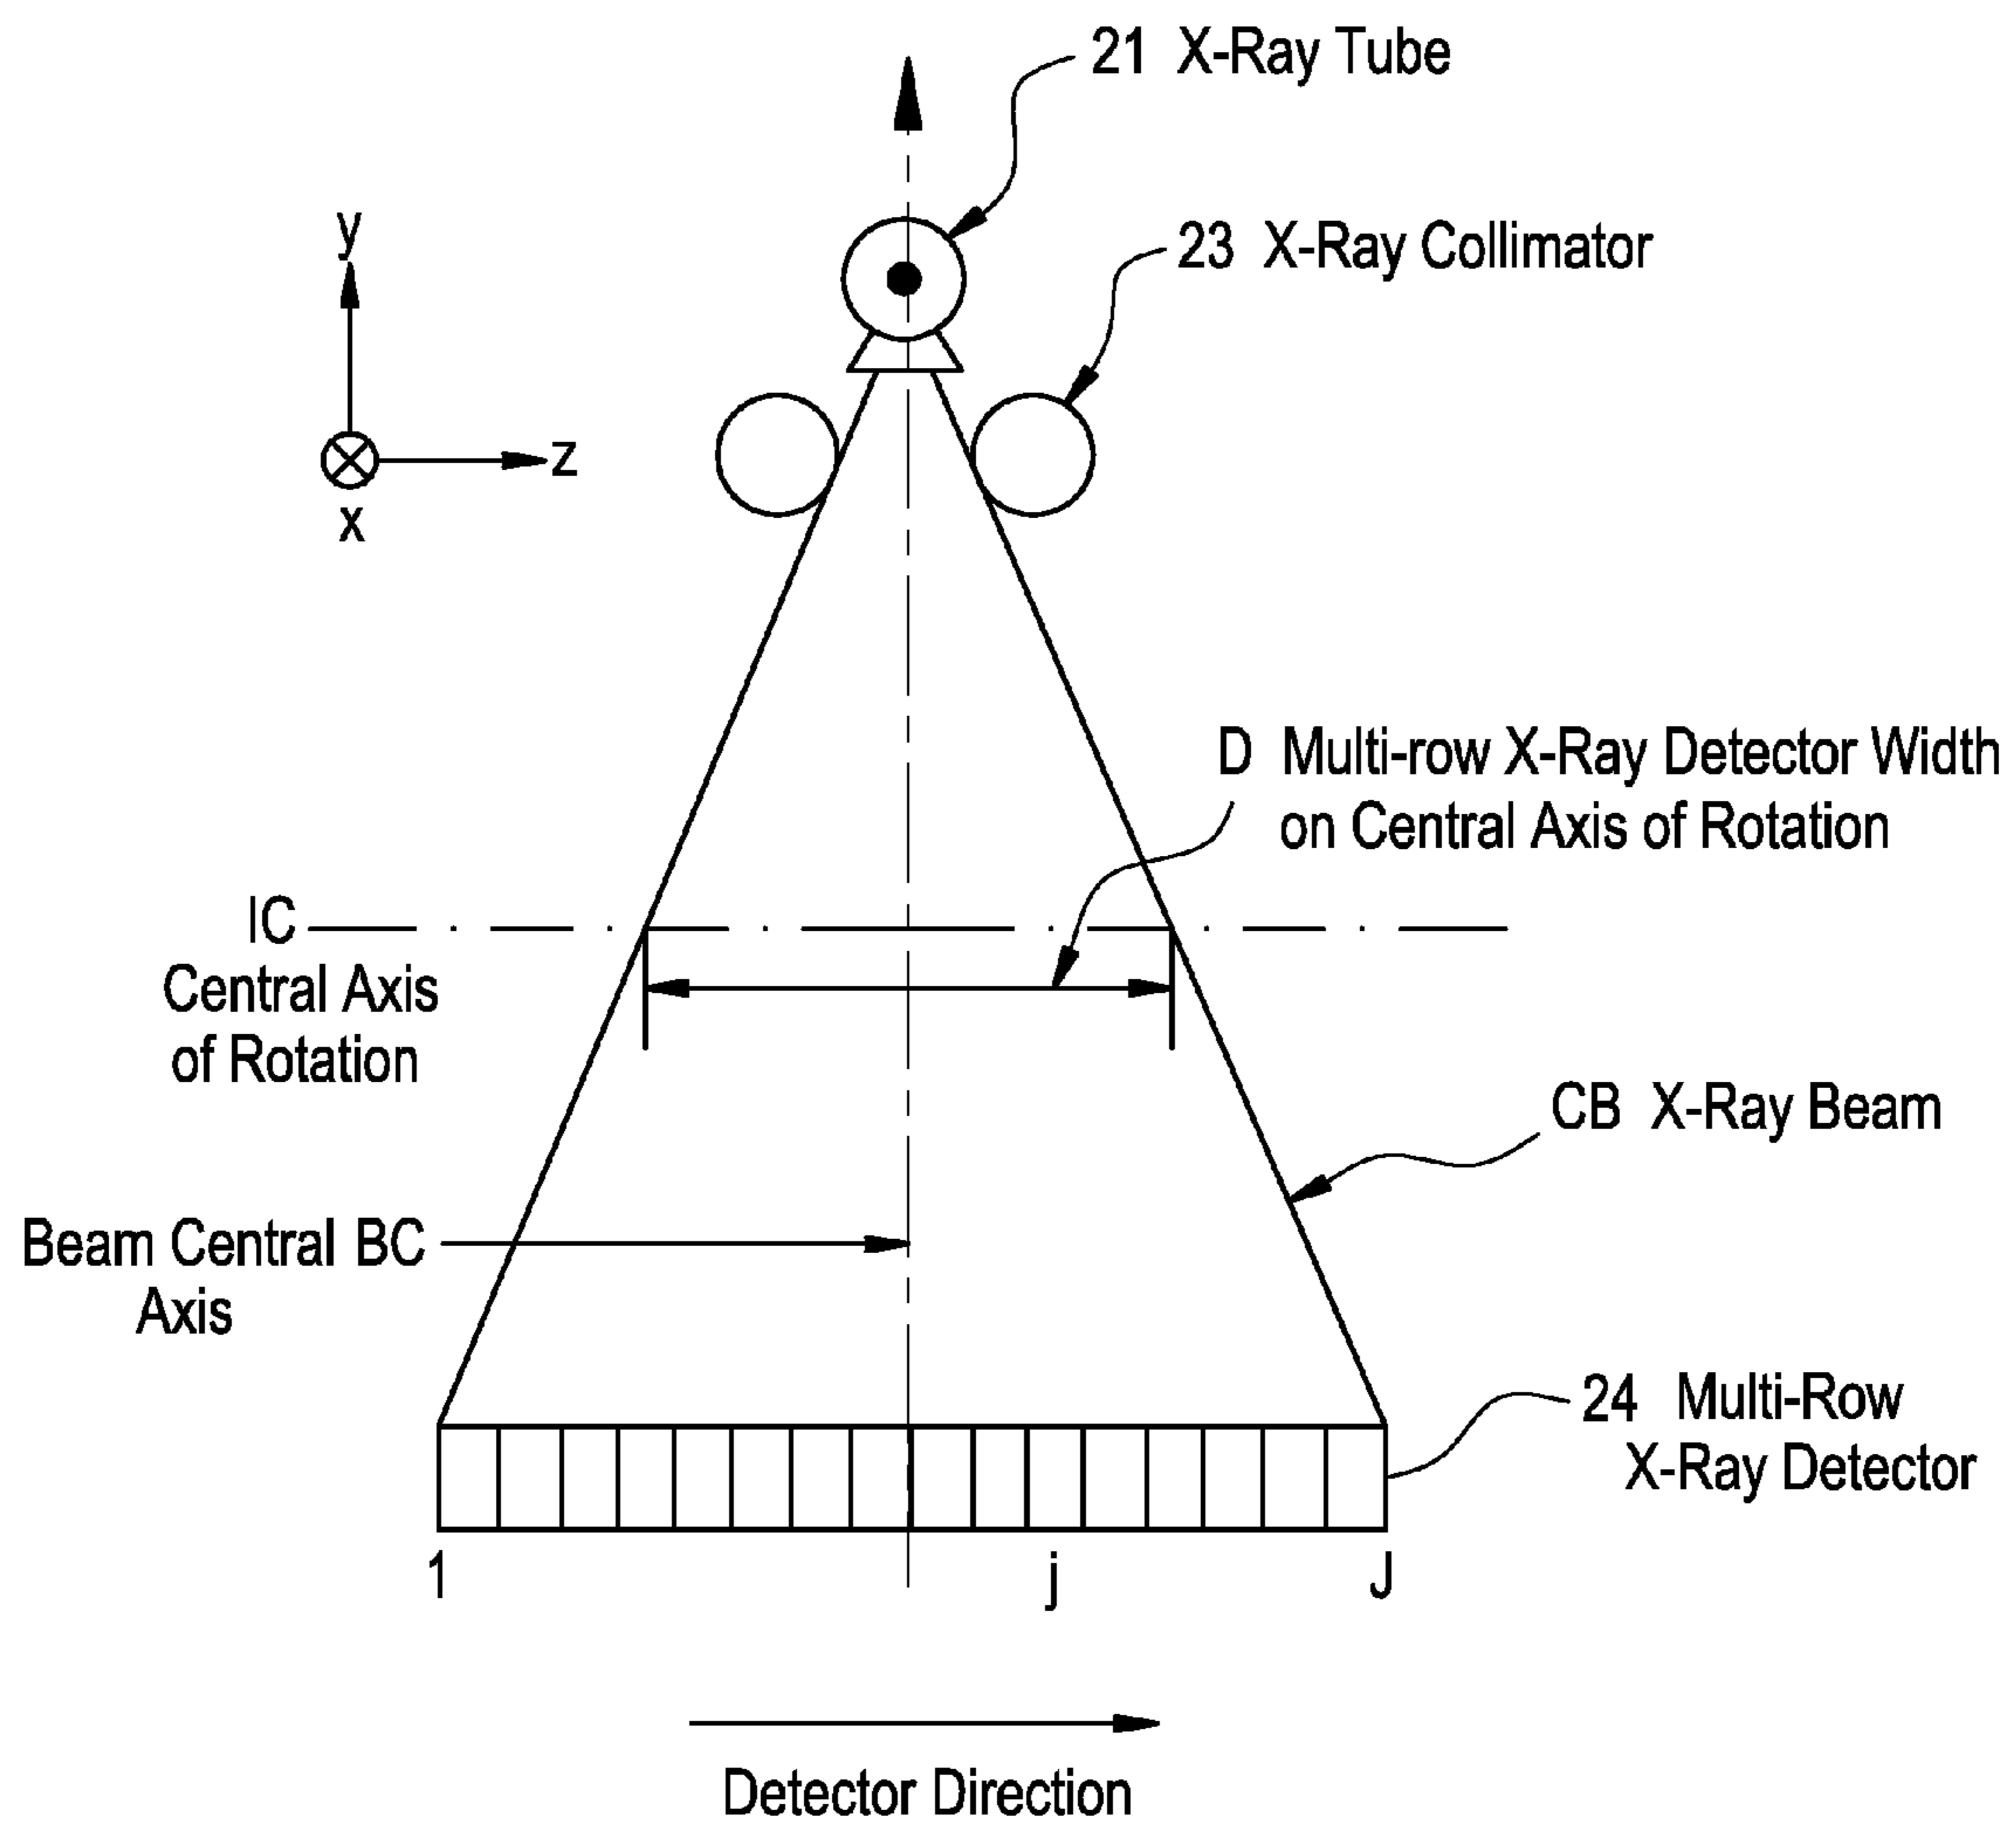 21 X-Ray Tube
y
23 X-Ray Collimator
z
x
D Multi-row X-Ray Detector Width
on Central Axis of Rotation
IC
Central Axis
of Rotation
CB X-Ray Beam
Beam Central BC
Axis
24 Multi-Row
X-Ray Detector
1 j J
Detector Direction